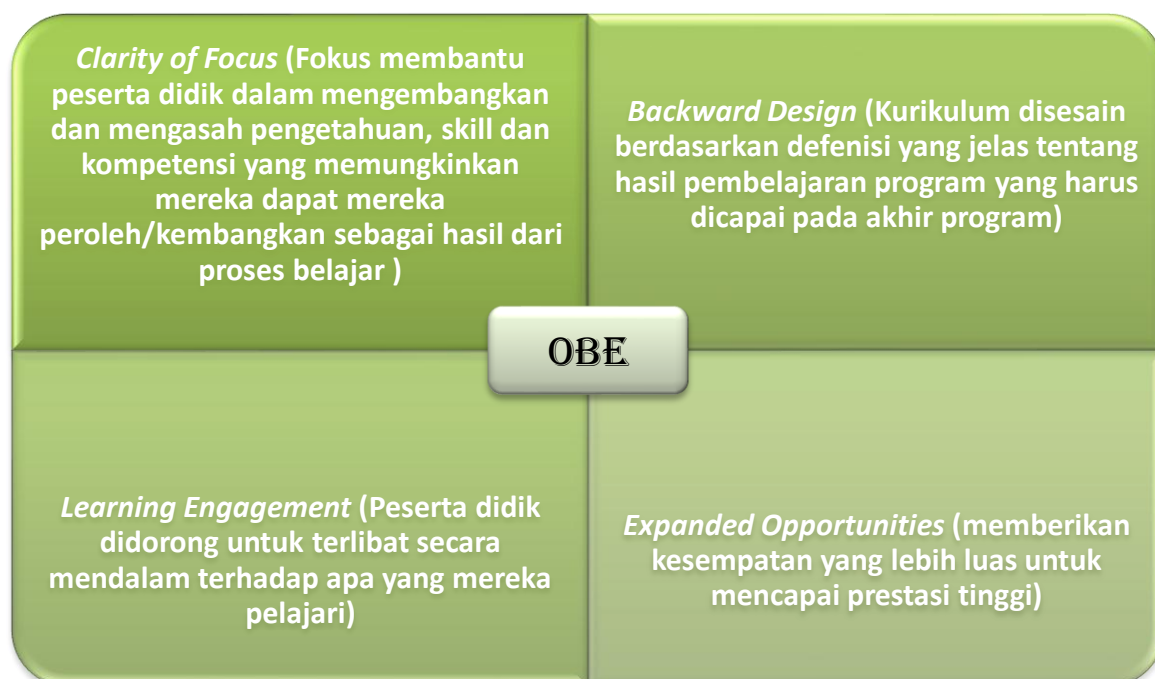 Clarity of Focus (Fokus membantu
peserta didik dalam mengembangkan
dan mengasah pengetahuan, skill dan
kompetensi yang memungkinkan
mereka dapat mereka
peroleh/kembangkan sebagai hasil dari
proses belajar )
Backward Design (Kurikulum disesain
berdasarkan defenisi yang jelas tentang
hasil pembelajaran program yang harus
dicapai pada akhir program)
OBE
Learning Engagement (Peserta didik
didorong untuk terlibat secara
mendalam terhadap apa yang mereka
pelajari)
Expanded Opportunities (memberikan
kesempatan yang lebih luas untuk
mencapai prestasi tinggi)